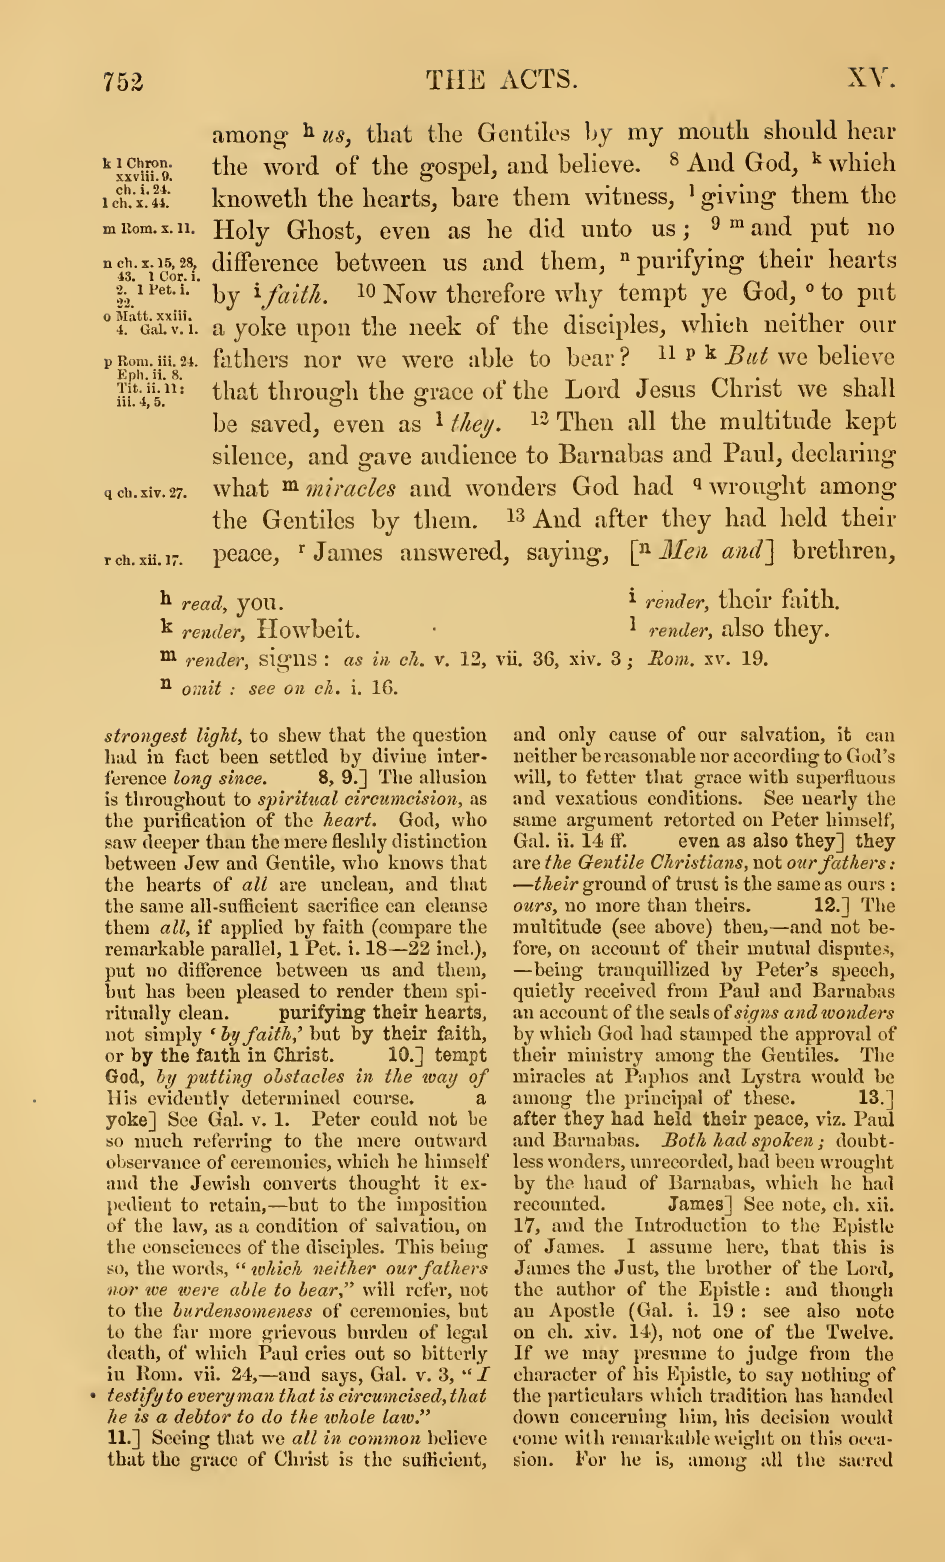 752
THE ACTS.
XV.
among h us, that the Gentiles by my mouth should hear
the word of the gospel, and believe. 8 And God, k which
knoweth the hearts, bare them witness, l giving them the
Holy Ghost, even as he did unto us; 9 m and put no
difference between us and them, n purifying their hearts
by i faith. 10 Now therefore why tempt ye God, o to put
a yoke upon the neck of the disciples, which neither our
fathers nor we were able to bear? 11 p k But we believe
that through the grace of the Lord Jesus Christ we shall
be saved, even as l they. 12 Then all the multitude kept
silence, and gave audience to Barnabas and Paul, declaring
what m miracles and wonders God had q wrought among
the Gentiles by them. 13 And after they had held their
peace, r James answered, saying, [n Men and] brethren,
k 1 Chron.
xxviii. 9.
ch. i. 24.
l ch. x. 44.
m Rom. x. 11.
n ch. x. 15, 28,
43. 1 Cor. i.
2. 1 Pet. i.
22.
o Matt. xxiii.
4. Gal. v. 1.
p Rom. iii. 24.
Eph. ii. 8.
Tit. ii. 11:
iii. 4, 5.
q ch. xiv. 27.
r ch. xii. 17.
h read, you.
i render, their faith.
k render, Howbeit.
l render, also they.
m render, signs: as in ch. v. 12, vii. 36, xiv. 3; Rom. xv. 19.
n omit: see on ch. i. 16.
strongest light, to shew that the question
had in fact been settled by divine inter-
ference long since. 8, 9.] The allusion
is throughout to spiritual circumcision, as
the purification of the heart. God, who
saw deeper than the mere fleshly distinction
between Jew and Gentile, who knows that
the hearts of all are unclean, and that
the same all-sufficient sacrifice can cleanse
them all, if applied by faith (compare the
remarkable parallel, 1 Pet. i. 18—22 incl.),
put no difference between us and them,
but has been pleased to render them spi-
ritually clean. purifying their hearts,
not simply ‘by faith,’ but by their faith,
or by the faith in Christ. 10.] tempt
God, by putting obstacles in the way of
His evidently determined course. a
yoke] See Gal. v. 1. Peter could not be
so much referring to the mere outward
observance of ceremonies, which he himself
and the Jewish converts thought it ex-
pedient to retain,—but to the imposition
of the law, as a condition of salvation, on
the consciences of the disciples. This being
so, the words, “which neither our fathers
nor we were able to bear,” will refer, not
to the burdensomeness of ceremonies, but
to the far more grievous burden of legal
death, of which Paul cries out so bitterly
in Rom. vii. 24,—and says, Gal. v. 3, “I
testify to every man that is circumcised, that
he is a debtor to do the whole law.”
11.] Seeing that we all in common believe
that the grace of Christ is the sufficient,
and only cause of our salvation, it can
neither be reasonable nor according to God's
will, to fetter that grace with superfluous
and vexatious conditions. See nearly the
same argument retorted on Peter himself,
Gal. ii. 14 ff. even as also they] they
are the Gentile Christians, not our fathers:
—their ground of trust is the same as ours:
ours, no more than theirs. 12.] The
multitude (see above) then,—and not be-
fore, on account of their mutual disputes,
—being tranquillized by Peter's speech,
quietly received from Paul and Barnabas
an account of the seals of signs and wonders
by which God had stamped the approval of
their ministry among the Gentiles. The
miracles at Paphos and Lystra would be
among the principal of these. 13.]
after they had held their peace, viz. Paul
and Barnabas. Both had spoken; doubt-
less wonders, unrecorded, had been wrought
by the hand of Barnabas, which he had
recounted. James] See note, ch. xii.
17, and the Introduction to the Epistle
of James. I assume here, that this is
James the Just, the brother of the Lord,
the author of the Epistle: and though
an Apostle (Gal. i. 19: see also note
on ch. xiv. 14), not one of the Twelve.
If we may presume to judge from the
character of his Epistle, to say nothing of
the particulars which tradition has handed
down concerning him, his decision would
come with remarkable weight on this occa-
sion. For he is, among all the sacred